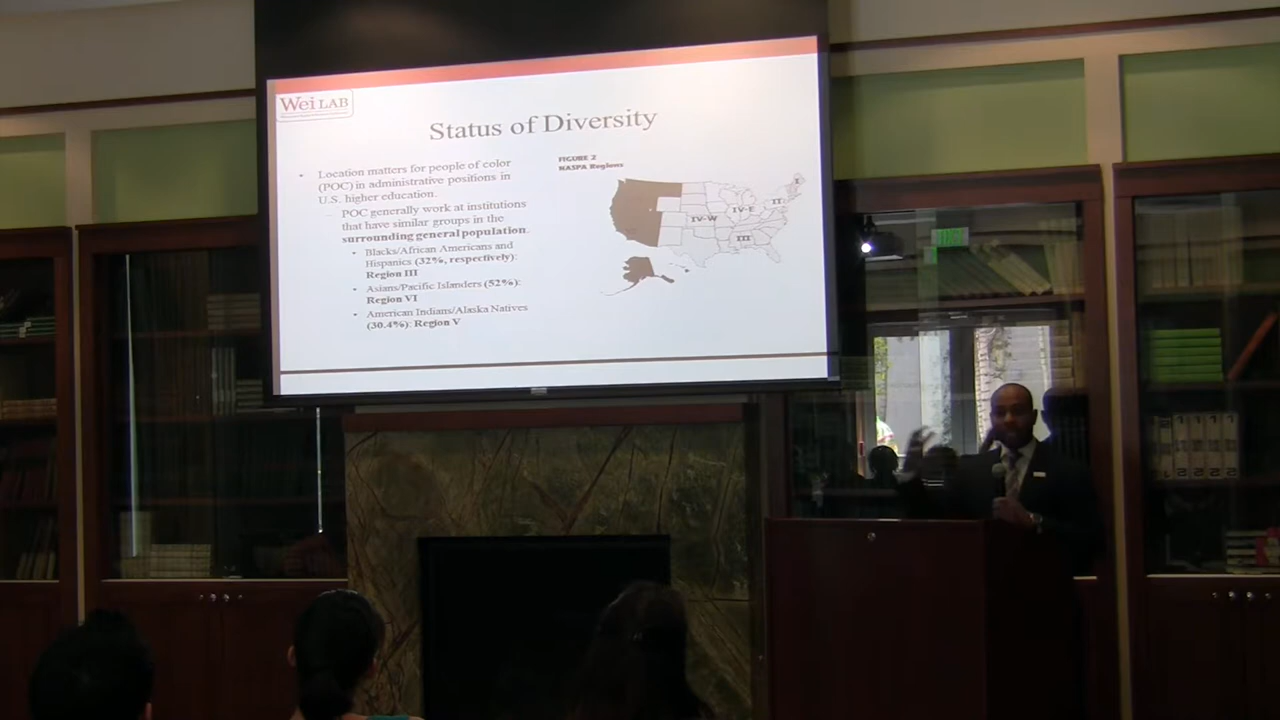 Wei LAB
Status of Diversity
• Location matters for people of color
(POC) in administrative positions in
U.S. higher education.
– POC generally work at institutions
that have similar groups in the
surrounding general population.
• Blacks/African Americans and
Hispanics (32%, respectively):
Region III
• Asians/Pacific Islanders (52%):
Region VI
• American Indians/Alaska Natives
(30.4%): Region V
FIGURE 2
NASPA Regions
I
II
IV-E
IV-W
III